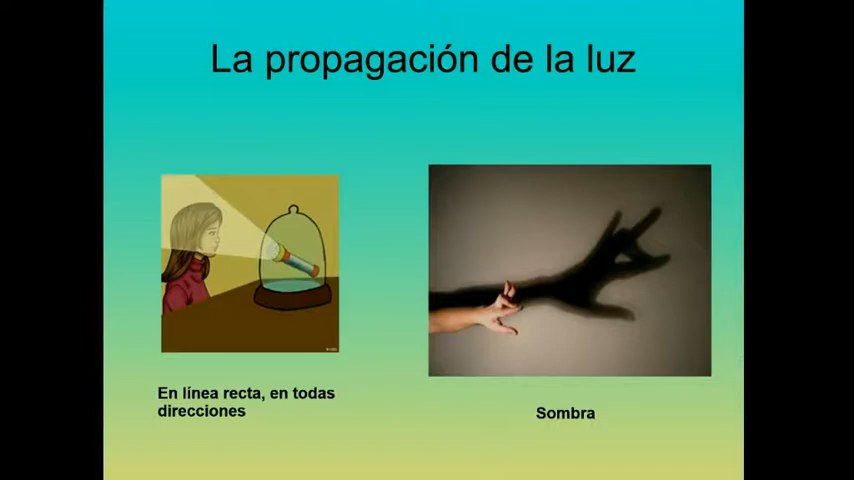 La propagación de la luz
En línea recta, en todas
direcciones
Sombra